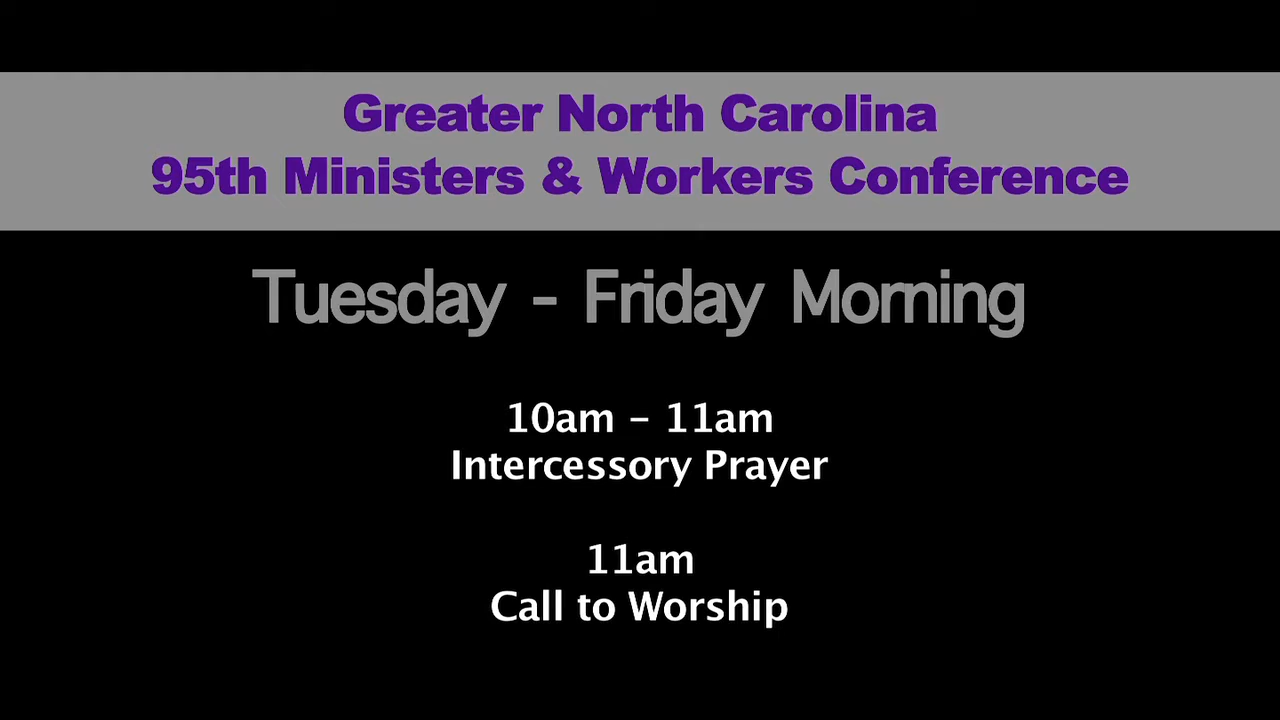 Greater North Carolina
95th Ministers & Workers Conference
Tuesday - Friday Morning
10am – 11am
Intercessory Prayer
11am
Call to Worship